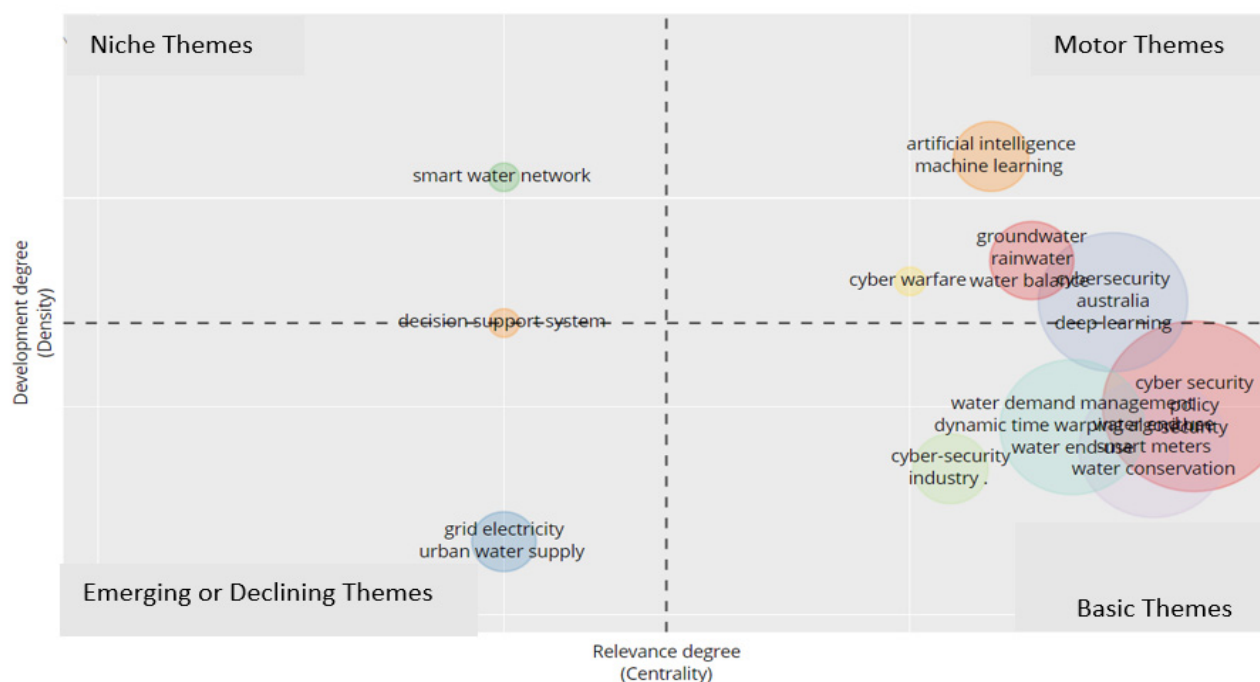 Niche Themes
Motor Themes
artificial intelligence
machine learning
smart water network
groundwater
rainwater
water balance
cyber warfare
cybersecurity
australia
deep learning
decision support system
Development degree
(Density)
cyber security
policy
security
water demand management
dynamic time warping
water end-use
smart meters
water conservation
cyber-security
industry .
grid electricity
urban water supply
Emerging or Declining Themes
Basic Themes
Relevance degree
(Centrality)